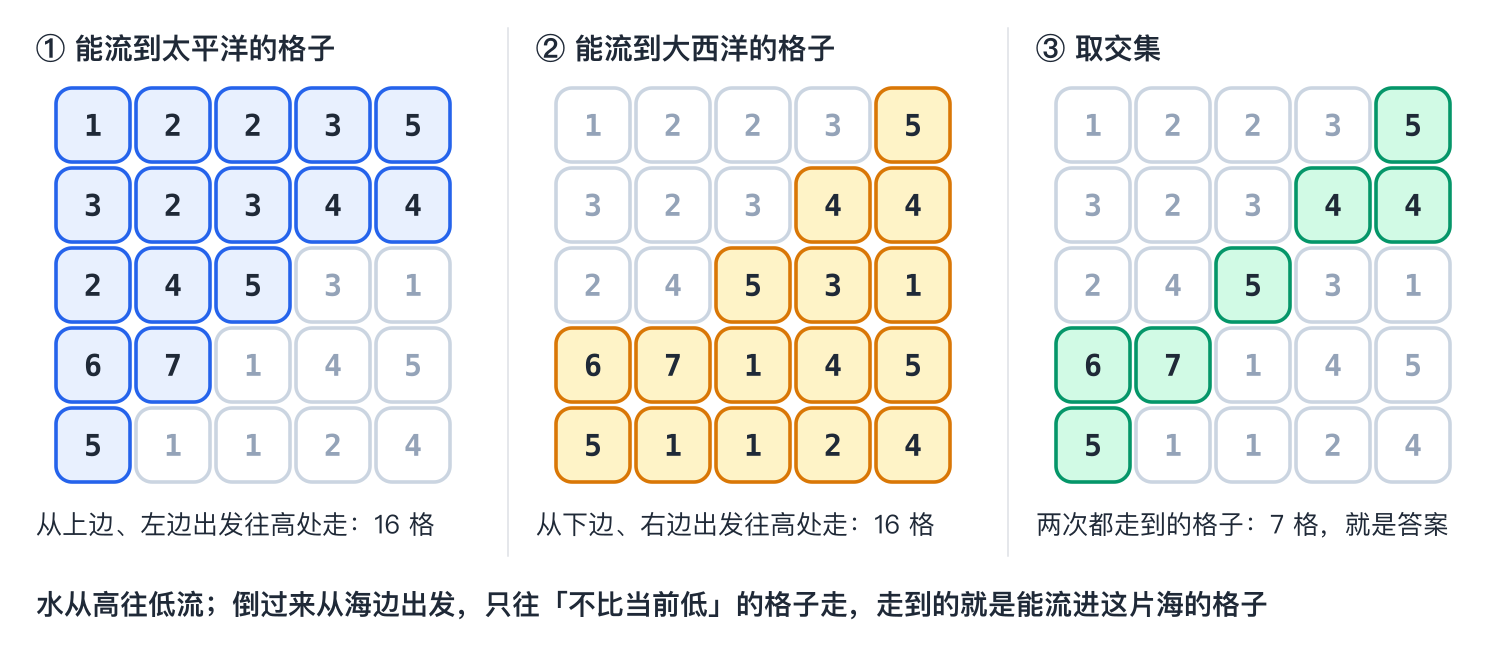 ① 能流到太平洋的格子
1 2 2 3 5
3 2 3 4 4
2 4 5 3 1
6 7 1 4 5
5 1 1 2 4
从上边、左边出发往高处走：16 格
② 能流到大西洋的格子
1 2 2 3 5
3 2 3 4 4
2 4 5 3 1
6 7 1 4 5
5 1 1 2 4
从下边、右边出发往高处走：16 格
③ 取交集
1 2 2 3 5
3 2 3 4 4
2 4 5 3 1
6 7 1 4 5
5 1 1 2 4
两次都走到的格子：7 格，就是答案
水从高往低流；倒过来从海边出发，只往「不比当前低」的格子走，走到的就是能流进这片海的格子